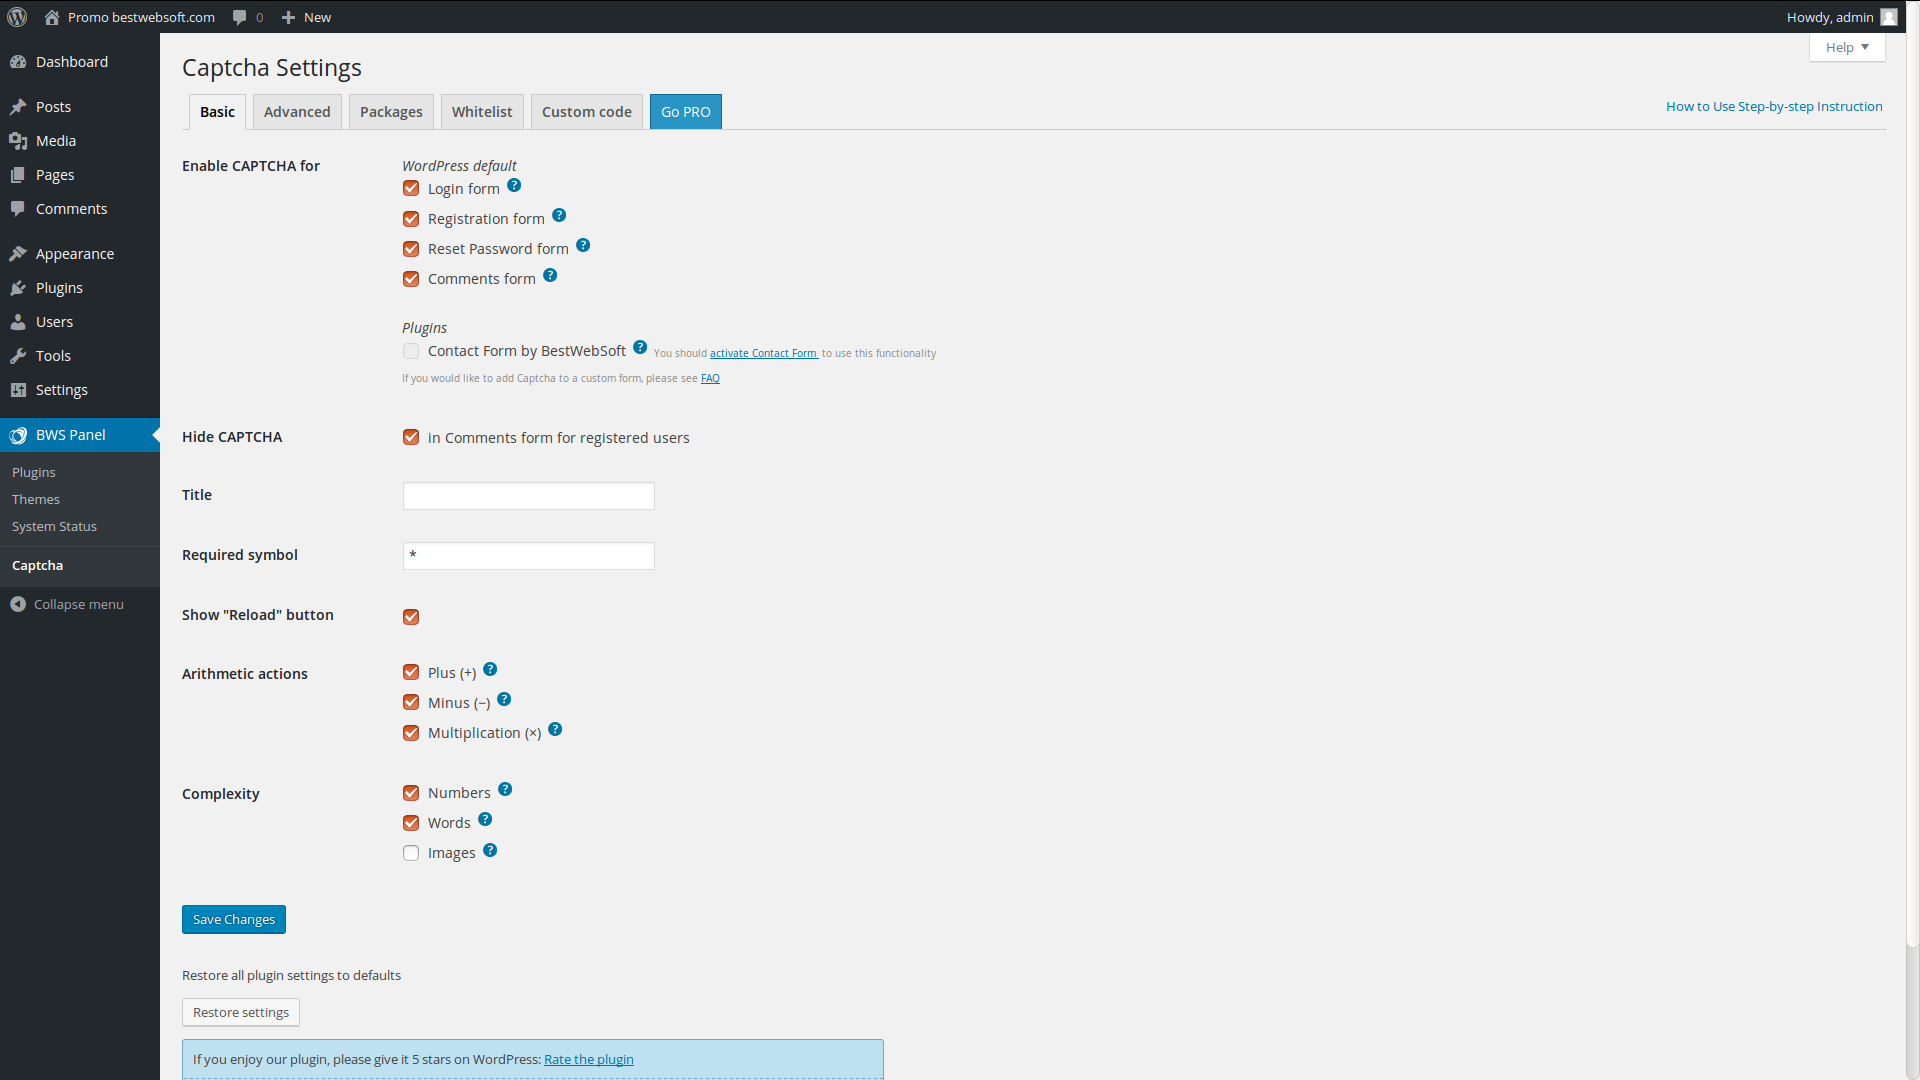 Promo bestwebsoft.com 0 New Howdy, admin
Help
Dashboard
Posts
Media
Pages
Comments
Appearance
Plugins
Users
Tools
Settings
BWS Panel
Plugins
Themes
System Status
Captcha
Collapse menu
Captcha Settings
Basic Advanced Packages Whitelist Custom code Go PRO
How to Use Step-by-step Instruction
Enable CAPTCHA for
WordPress default
Login form ?
Registration form ?
Reset Password form ?
Comments form ?
Plugins
Contact Form by BestWebSoft ? You should activate Contact Form to use this functionality
If you would like to add Captcha to a custom form, please see FAQ
Hide CAPTCHA in Comments form for registered users
Title
Required symbol *
Show "Reload" button
Arithmetic actions Plus (+) ?
Minus (−) ?
Multiplication (×) ?
Complexity Numbers ?
Words ?
Images ?
Save Changes
Restore all plugin settings to defaults
Restore settings
If you enjoy our plugin, please give it 5 stars on WordPress: Rate the plugin